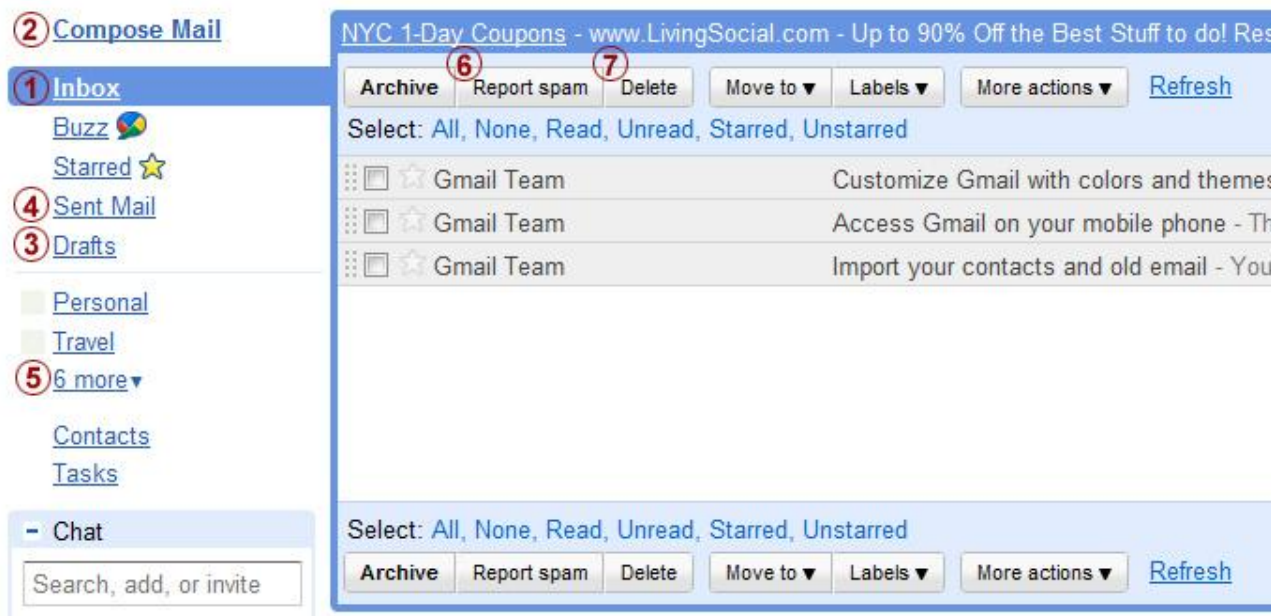 2 Compose Mail
NYC 1-Day Coupons - www.LivingSocial.com - Up to 90% Off the Best Stuff to do!
1 Inbox
Buzz
Starred
4 Sent Mail
3 Drafts
Personal
Travel
5 6 more▼
Contacts
Tasks
- Chat
Search, add, or invite
6 7
Archive Report spam Delete Move to ▼ Labels ▼ More actions ▼ Refresh
Select: All, None, Read, Unread, Starred, Unstarred
Gmail Team Customize Gmail with colors and themes
Gmail Team Access Gmail on your mobile phone -
Gmail Team Import your contacts and old email - You
Select: All, None, Read, Unread, Starred, Unstarred
Archive Report spam Delete Move to ▼ Labels ▼ More actions ▼ Refresh